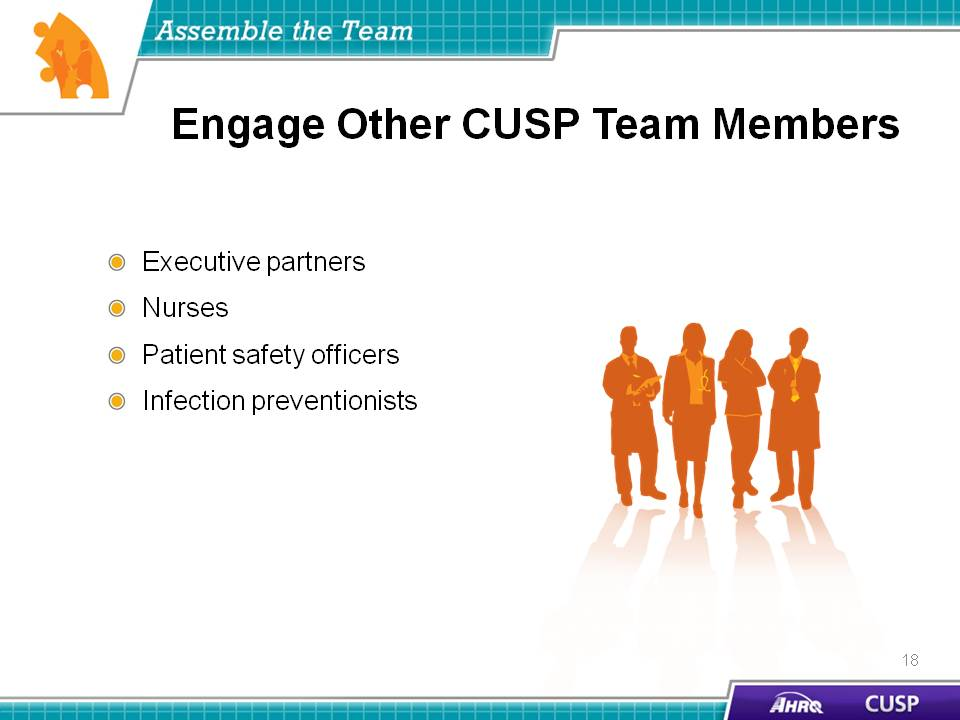 Assemble the Team
Engage Other CUSP Team Members
Executive partners
Nurses
Patient safety officers
Infection preventionists
18
AHRQ CUSP